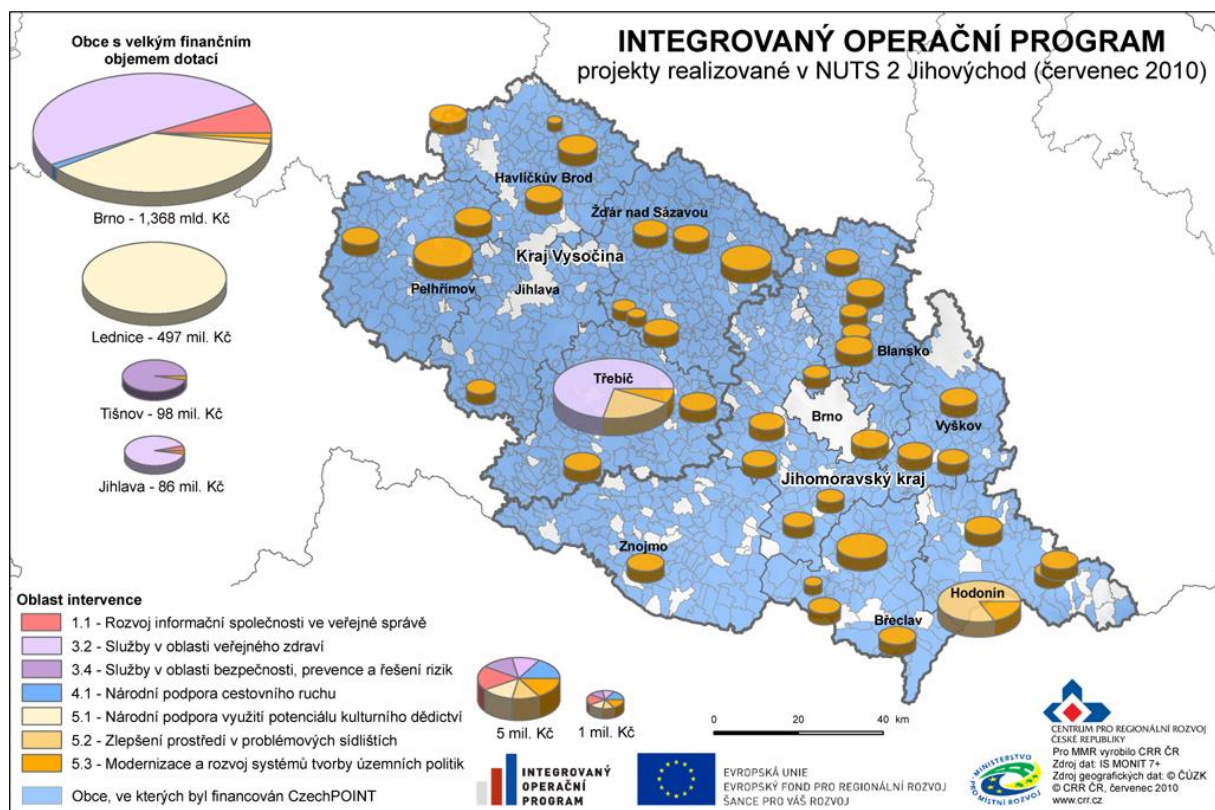 INTEGROVANÝ OPERAČNÍ PROGRAM
projekty realizované v NUTS 2 Jihovýchod (červenec 2010)
Obce s velkým finančním
objemem dotací
Brno - 1,368 mld. Kč
Lednice - 497 mil. Kč
Tišnov - 98 mil. Kč
Jihlava - 86 mil. Kč
Havlíčkův Brod
Žďár nad Sázavou
Kraj Vysočina
Pelhřimov
Jihlava
Blansko
Třebíč
Brno
Vyškov
Jihomoravský kraj
Znojmo
Hodonín
Břeclav
Oblast intervence
1.1 - Rozvoj informační společnosti ve veřejné správě
3.2 - Služby v oblasti veřejného zdraví
3.4 - Služby v oblasti bezpečnosti, prevence a řešení rizik
4.1 - Národní podpora cestovního ruchu
5.1 - Národní podpora využití potenciálu kulturního dědictví
5.2 - Zlepšení prostředí v problémových sídlištích
5.3 - Modernizace a rozvoj systémů tvorby územních politik
Obce, ve kterých byl financován CzechPOINT
5 mil. Kč
1 mil. Kč
0 20 40 km
INTEGROVANÝ
OPERAČNÍ
PROGRAM
EVROPSKÁ UNIE
EVROPSKÝ FOND PRO REGIONÁLNÍ ROZVOJ
ŠANCE PRO VÁŠ ROZVOJ
MINISTERSTVO
PRO MÍSTNÍ ROZVOJ
CENTRUM PRO REGIONÁLNÍ ROZVOJ
ČESKÉ REPUBLIKY
Pro MMR vyrobilo CRR ČR
Zdroj dat: IS MONIT 7+
Zdroj geografických dat: © ČÚZK
© CRR ČR, červenec 2010
www.crr.cz